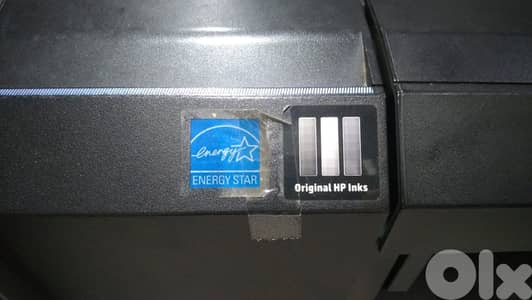 energy
ENERGY STAR
Original HP Inks
OLX